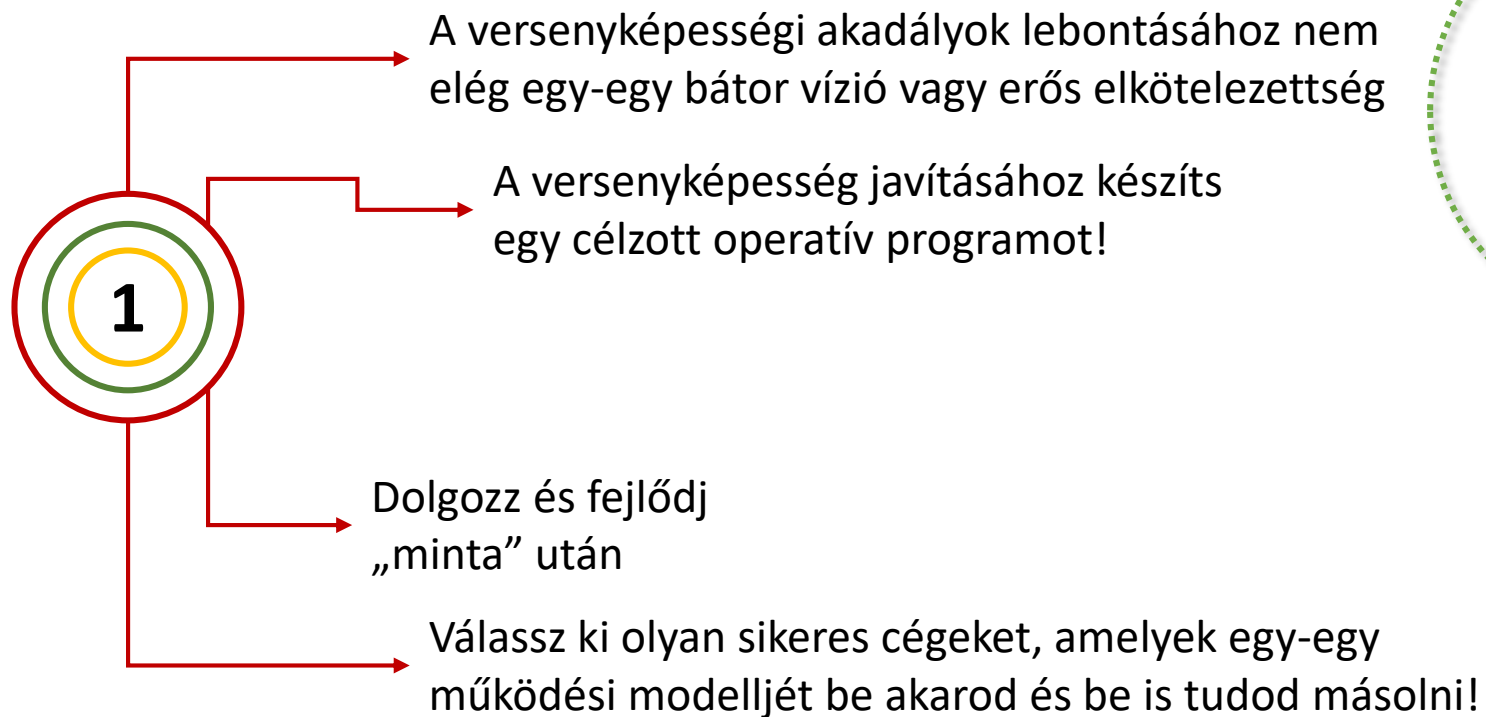 A versenyképességi akadályok lebontásához nem
elég egy-egy bátor vízió vagy erős elkötelezettség
A versenyképesség javításához készíts
egy célzott operatív programot!
1
Dolgozz és fejlődj
„minta” után
Válassz ki olyan sikeres cégeket, amelyek egy-egy
működési modelljét be akarod és be is tudod másolni!